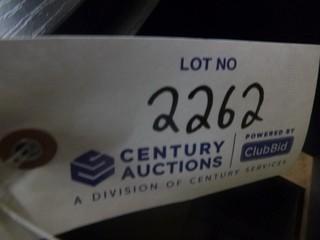 LOT NO
2262
CENTURY AUCTIONS
POWERED BY
ClubBid
A DIVISION OF CENTURY SERVICES